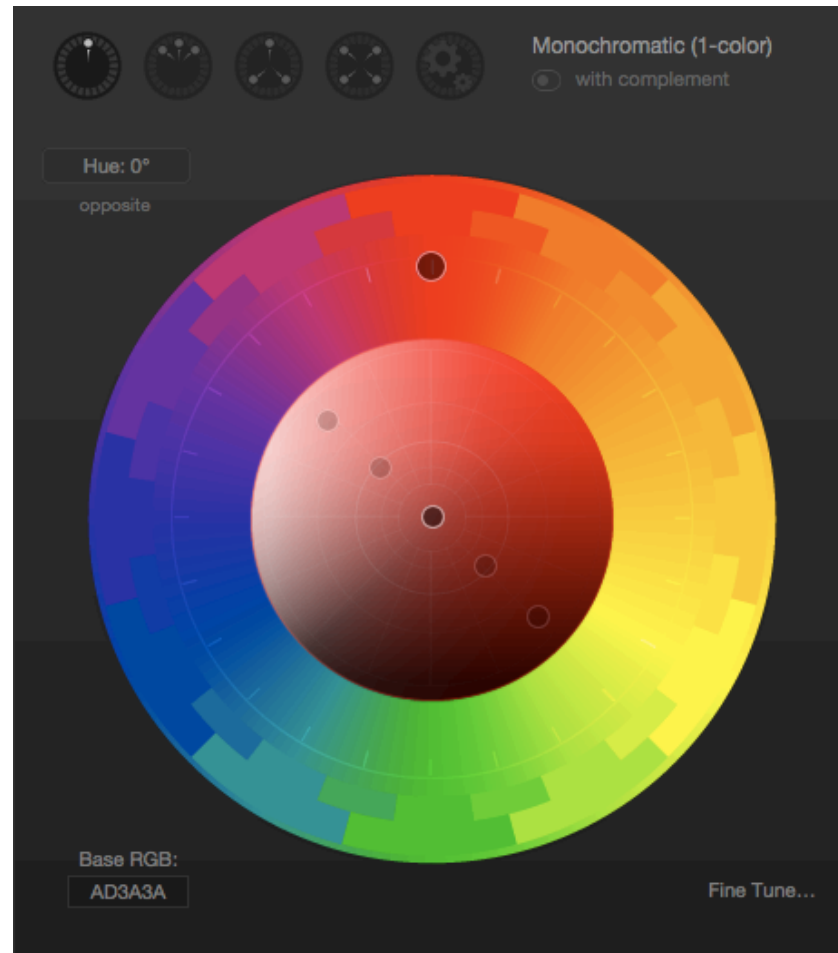 Monochromatic (1-color)
with complement
Hue: 0°
opposite
Base RGB:
AD3A3A
Fine Tune...